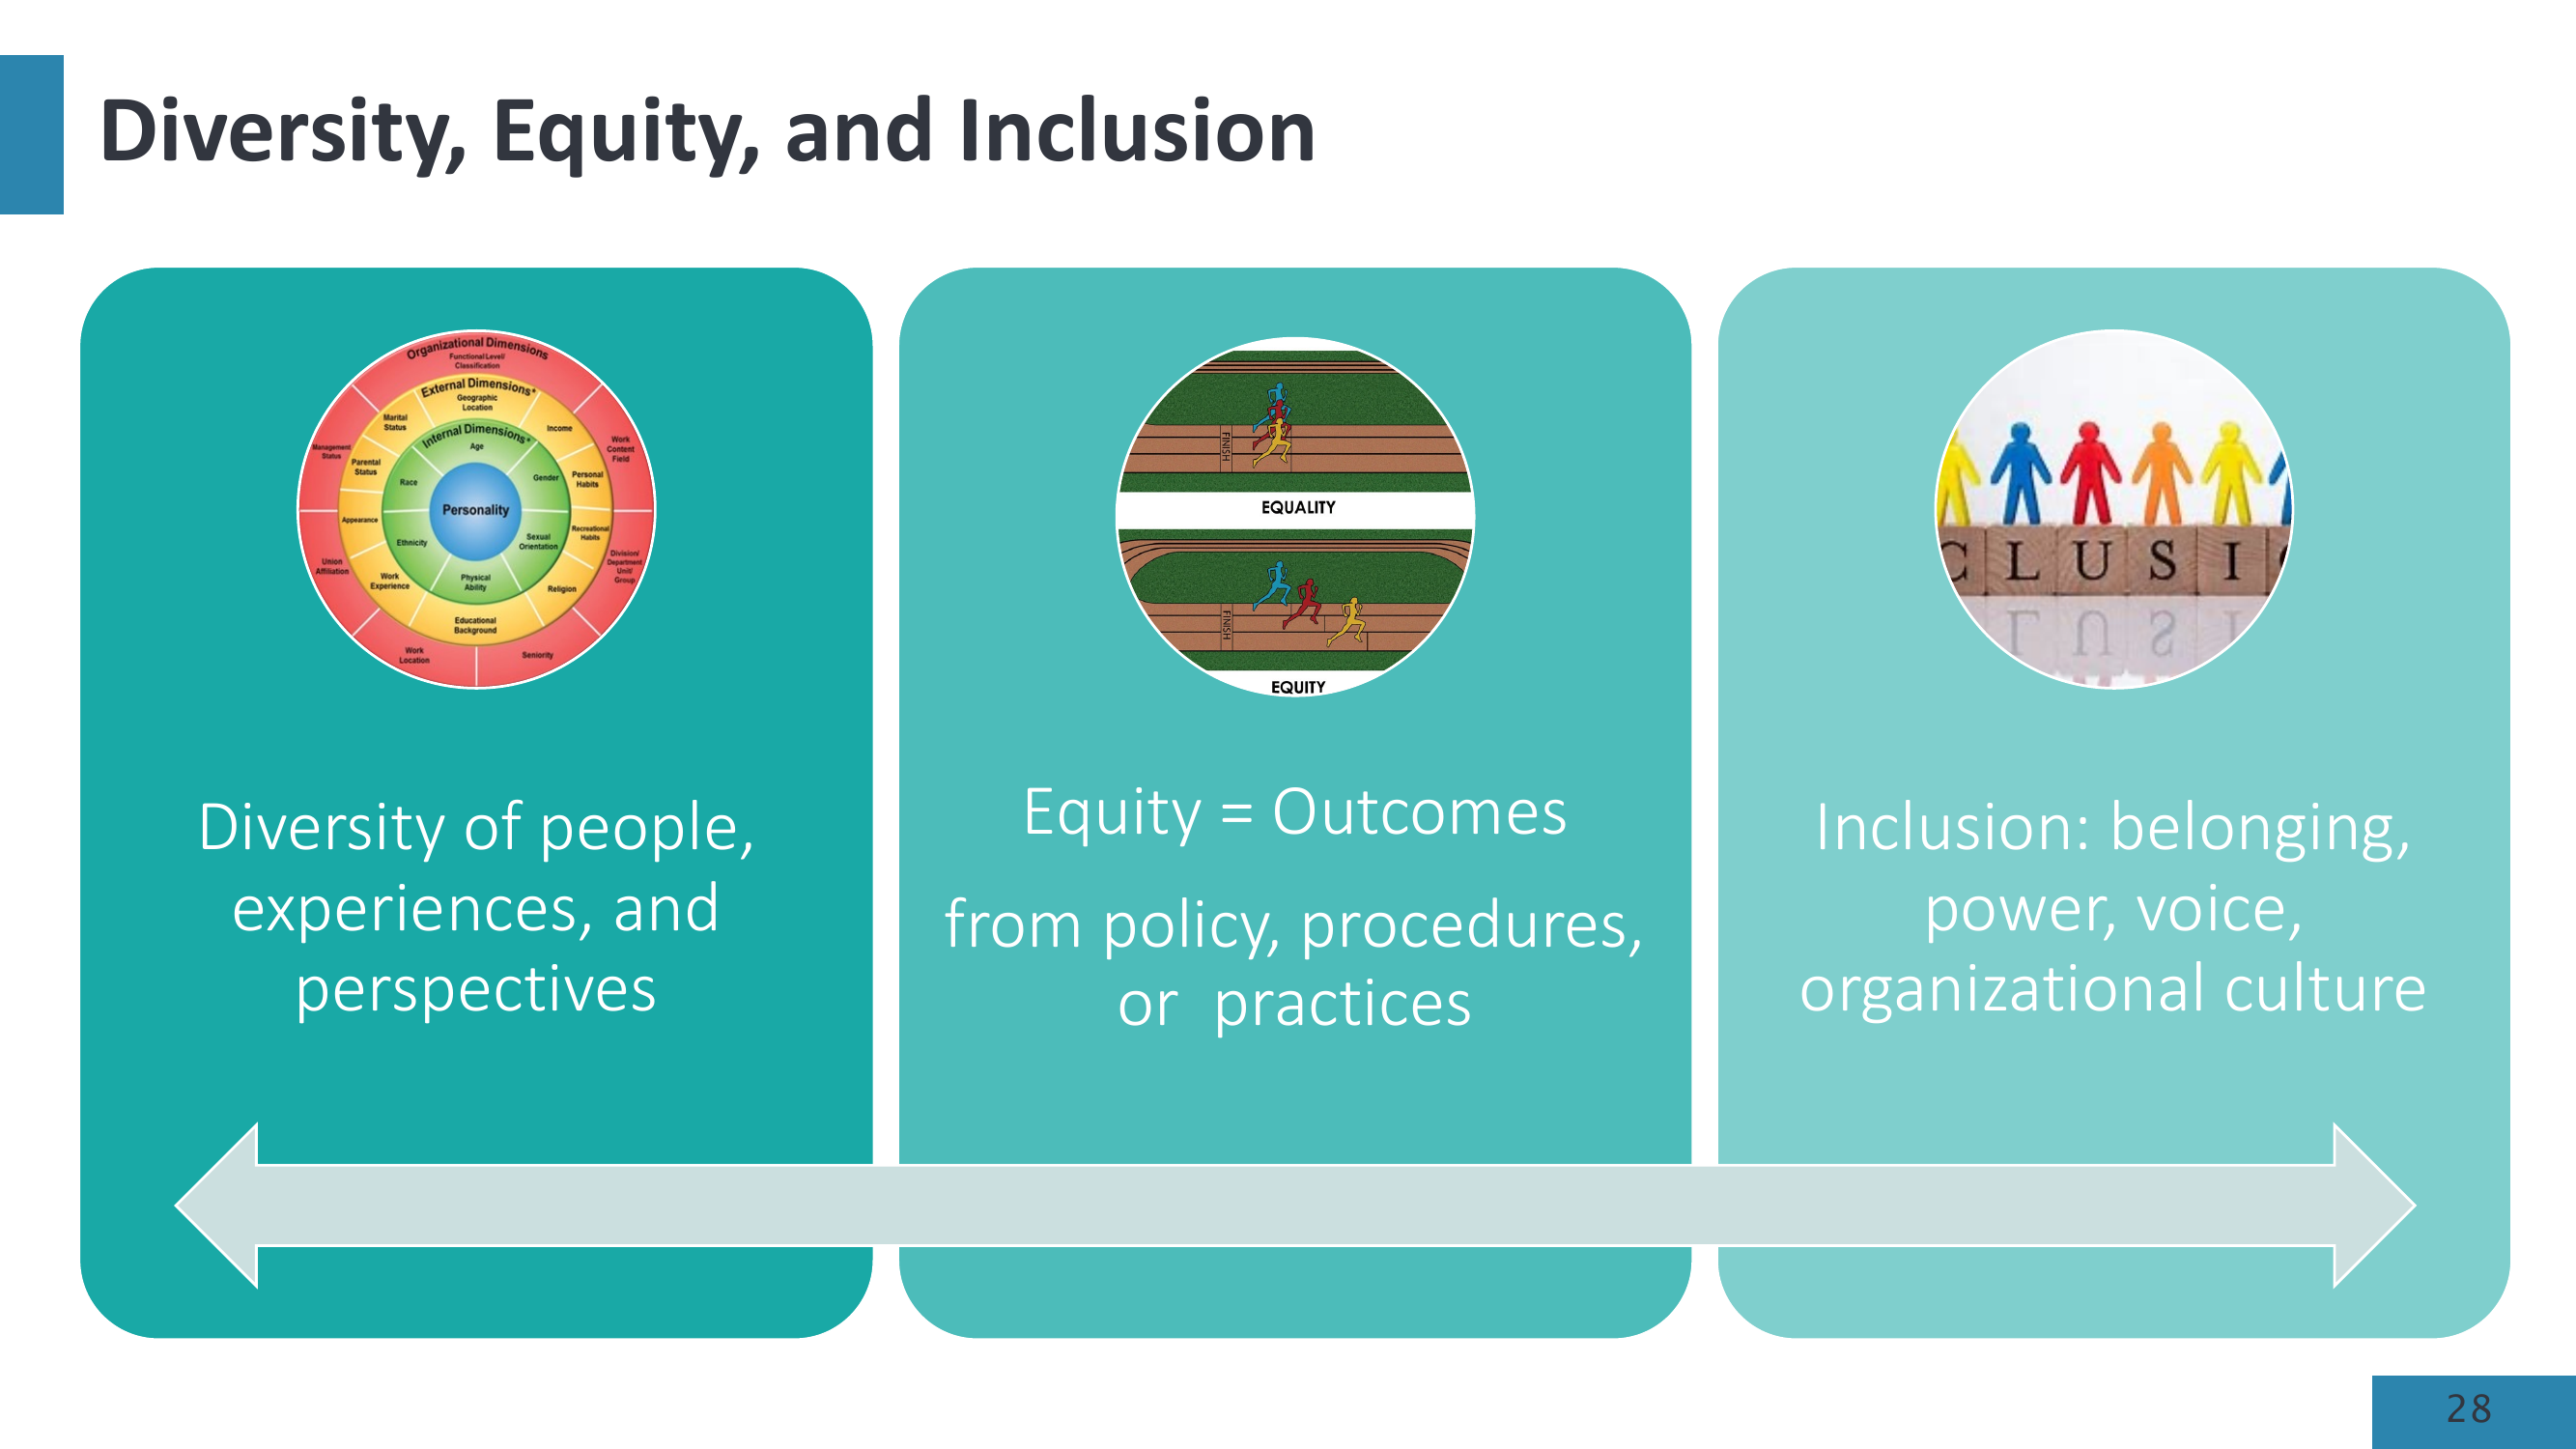 Diversity, Equity, and Inclusion
Organizational Dimensions
Functional Level/
Classification
External Dimensions*
Geographic
Location
Marital
Status
Income
Internal Dimensions*
Age
Management
Status
Work
Content
Field
Parental
Status
Personal
Habits
Race
Gender
Personality
Appearance
Recreational
Habits
Ethnicity
Sexual
Orientation
Union
Affiliation
Division/
Department
Unit/
Group
Work
Experience
Physical
Ability
Religion
Educational
Background
Work
Location
Seniority
Diversity of people,
experiences, and
perspectives
FINISH
EQUALITY
FINISH
EQUITY
Equity = Outcomes
from policy, procedures,
or  practices
C L U S I
Inclusion: belonging,
power, voice,
organizational culture
28